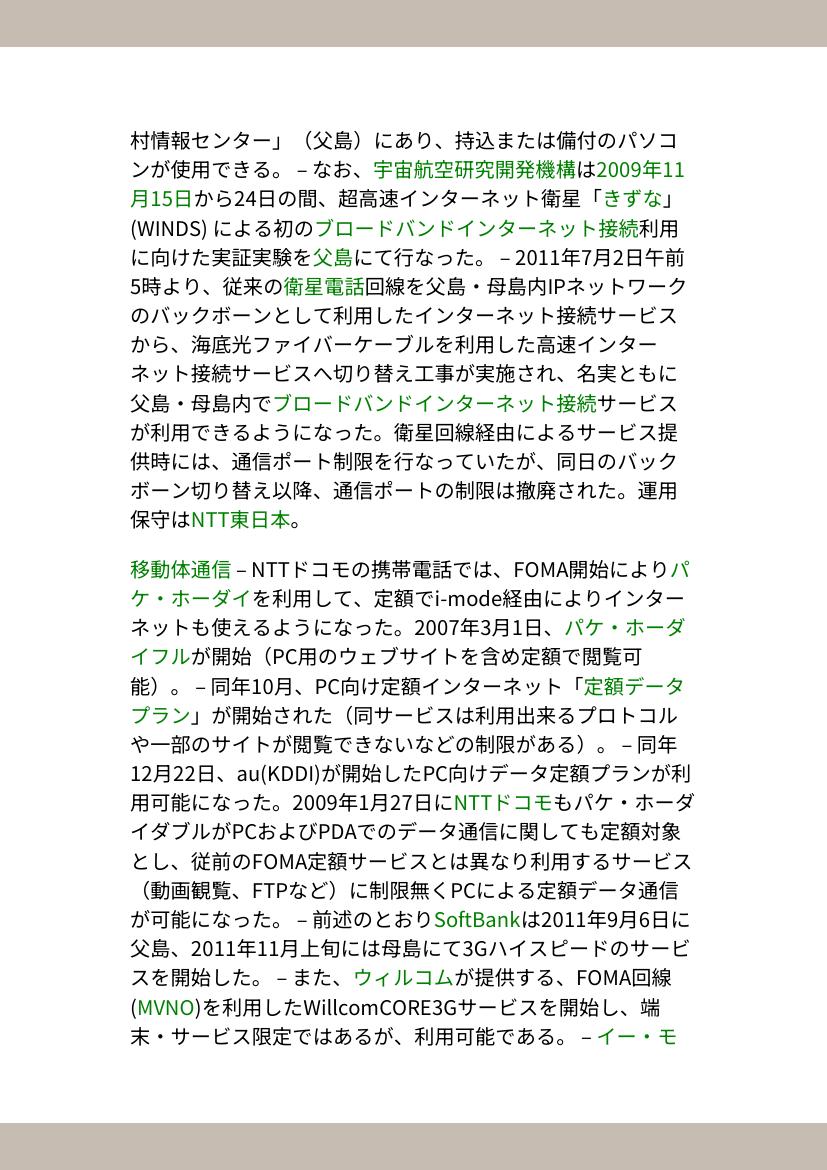 村情報センター」（父島）にあり、持込または備付のパソコ
ンが使用できる。 – なお、宇宙航空研究開発機構は2009年11
月15日から24日の間、超高速インターネット衛星「きずな」
(WINDS) による初のブロードバンドインターネット接続利用
に向けた実証実験を父島にて行なった。 – 2011年7月2日午前
5時より、従来の衛星電話回線を父島・母島内IPネットワーク
のバックボーンとして利用したインターネット接続サービス
から、海底光ファイバーケーブルを利用した高速インター
ネット接続サービスへ切り替え工事が実施され、名実ともに
父島・母島内でブロードバンドインターネット接続サービス
が利用できるようになった。衛星回線経由によるサービス提
供時には、通信ポート制限を行なっていたが、同日のバック
ボーン切り替え以降、通信ポートの制限は撤廃された。運用
保守はNTT東日本。
移動体通信 – NTTドコモの携帯電話では、FOMA開始によりパ
ケ・ホーダイを利用して、定額でi-mode経由によりインター
ネットも使えるようになった。2007年3月1日、パケ・ホーダ
イフルが開始（PC用のウェブサイトを含め定額で閲覧可
能）。 – 同年10月、PC向け定額インターネット「定額データ
プラン」が開始された（同サービスは利用出来るプロトコル
や一部のサイトが閲覧できないなどの制限がある）。 – 同年
12月22日、au(KDDI)が開始したPC向けデータ定額プランが利
用可能になった。2009年1月27日にNTTドコモもパケ・ホーダ
イダブルがPCおよびPDAでのデータ通信に関しても定額対象
とし、従前のFOMA定額サービスとは異なり利用するサービス
（動画観覧、FTPなど）に制限無くPCによる定額データ通信
が可能になった。 – 前述のとおりSoftBankは2011年9月6日に
父島、2011年11月上旬には母島にて3Gハイスピードのサービ
スを開始した。 – また、ウィルコムが提供する、FOMA回線
(MVNO)を利用したWillcomCORE3Gサービスを開始し、端
末・サービス限定ではあるが、利用可能である。 – イー・モ